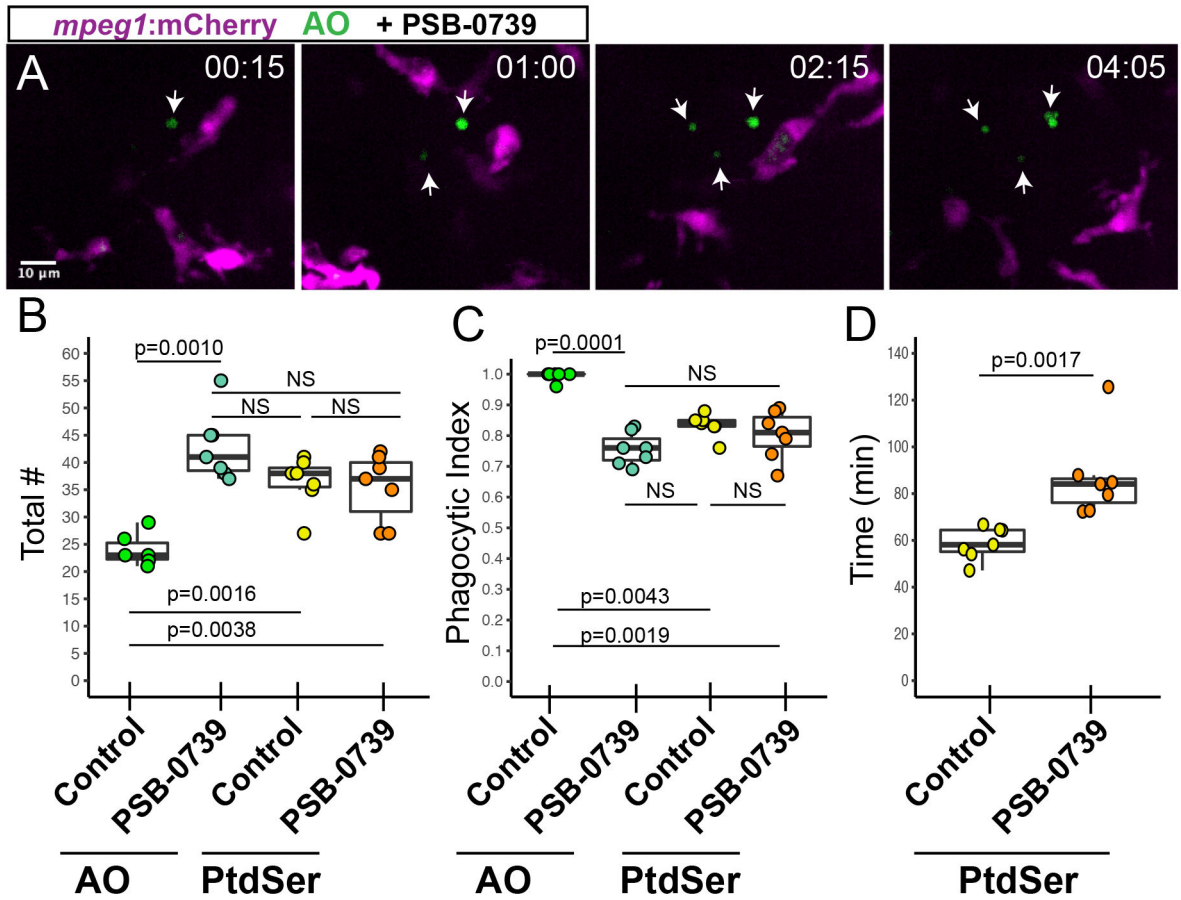 mpeg1:mCherry AO + PSB-0739
A
00:15
01:00
02:15
04:05
10 µm
B
Total #
60
55
50
45
40
35
30
25
20
15
10
5
0
p=0.0010
NS
NS
NS
p=0.0016
p=0.0038
Control
PSB-0739
Control
PSB-0739
AO
PtdSer
C
Phagocytic Index
1.0
0.9
0.8
0.7
0.6
0.5
0.4
0.3
0.2
0.1
0.0
p=0.0001
NS
NS
NS
p=0.0043
p=0.0019
Control
PSB-0739
Control
PSB-0739
AO
PtdSer
D
Time (min)
140
120
100
80
60
40
20
0
p=0.0017
Control
PSB-0739
PtdSer